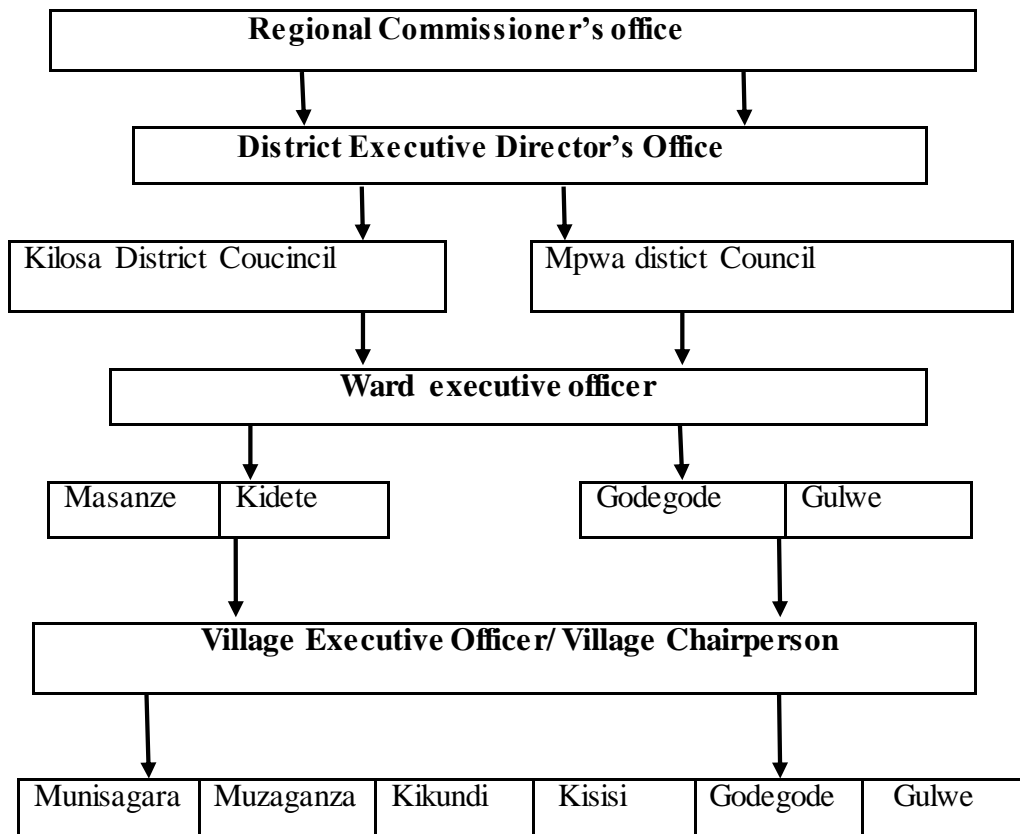 Regional Commissioner’s office
District Executive Director’s Office
Kilosa District Coucincil
Mpwa distict Council
Ward executive officer
Masanze Kidete Godegode Gulwe
Village Executive Officer/ Village Chairperson
Munisagara Muzaganza Kikundi Kisisi Godegode Gulwe